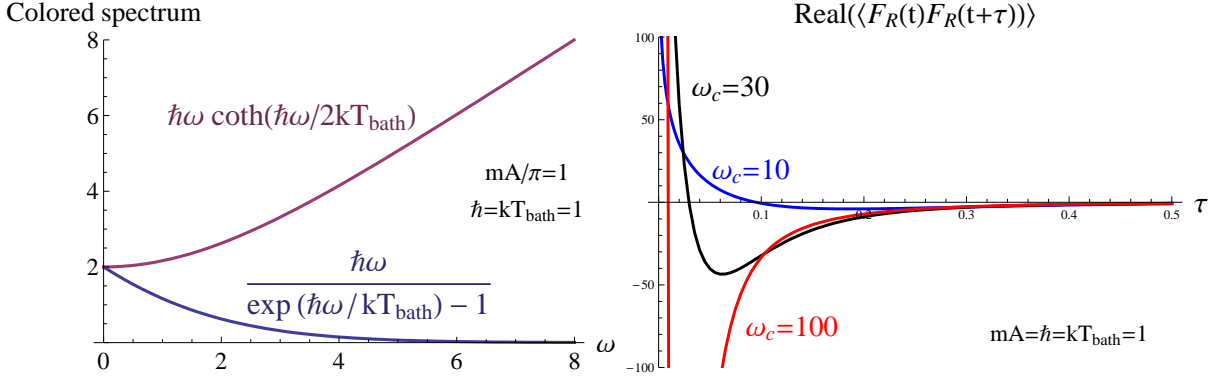 Colored spectrum
8
6
4
2
0
2
4
6
8
ω
ħω coth(ħω/2kT_bath)
mA/π=1
ħ=kT_bath=1
ħω
exp (ħω/kT_bath) − 1
Real(⟨F_R(t)F_R(t+τ))⟩
100
50
−50
−100
0.1
0.2
0.3
0.4
0.5
τ
ω_c=30
ω_c=10
ω_c=100
mA=ħ=kT_bath=1